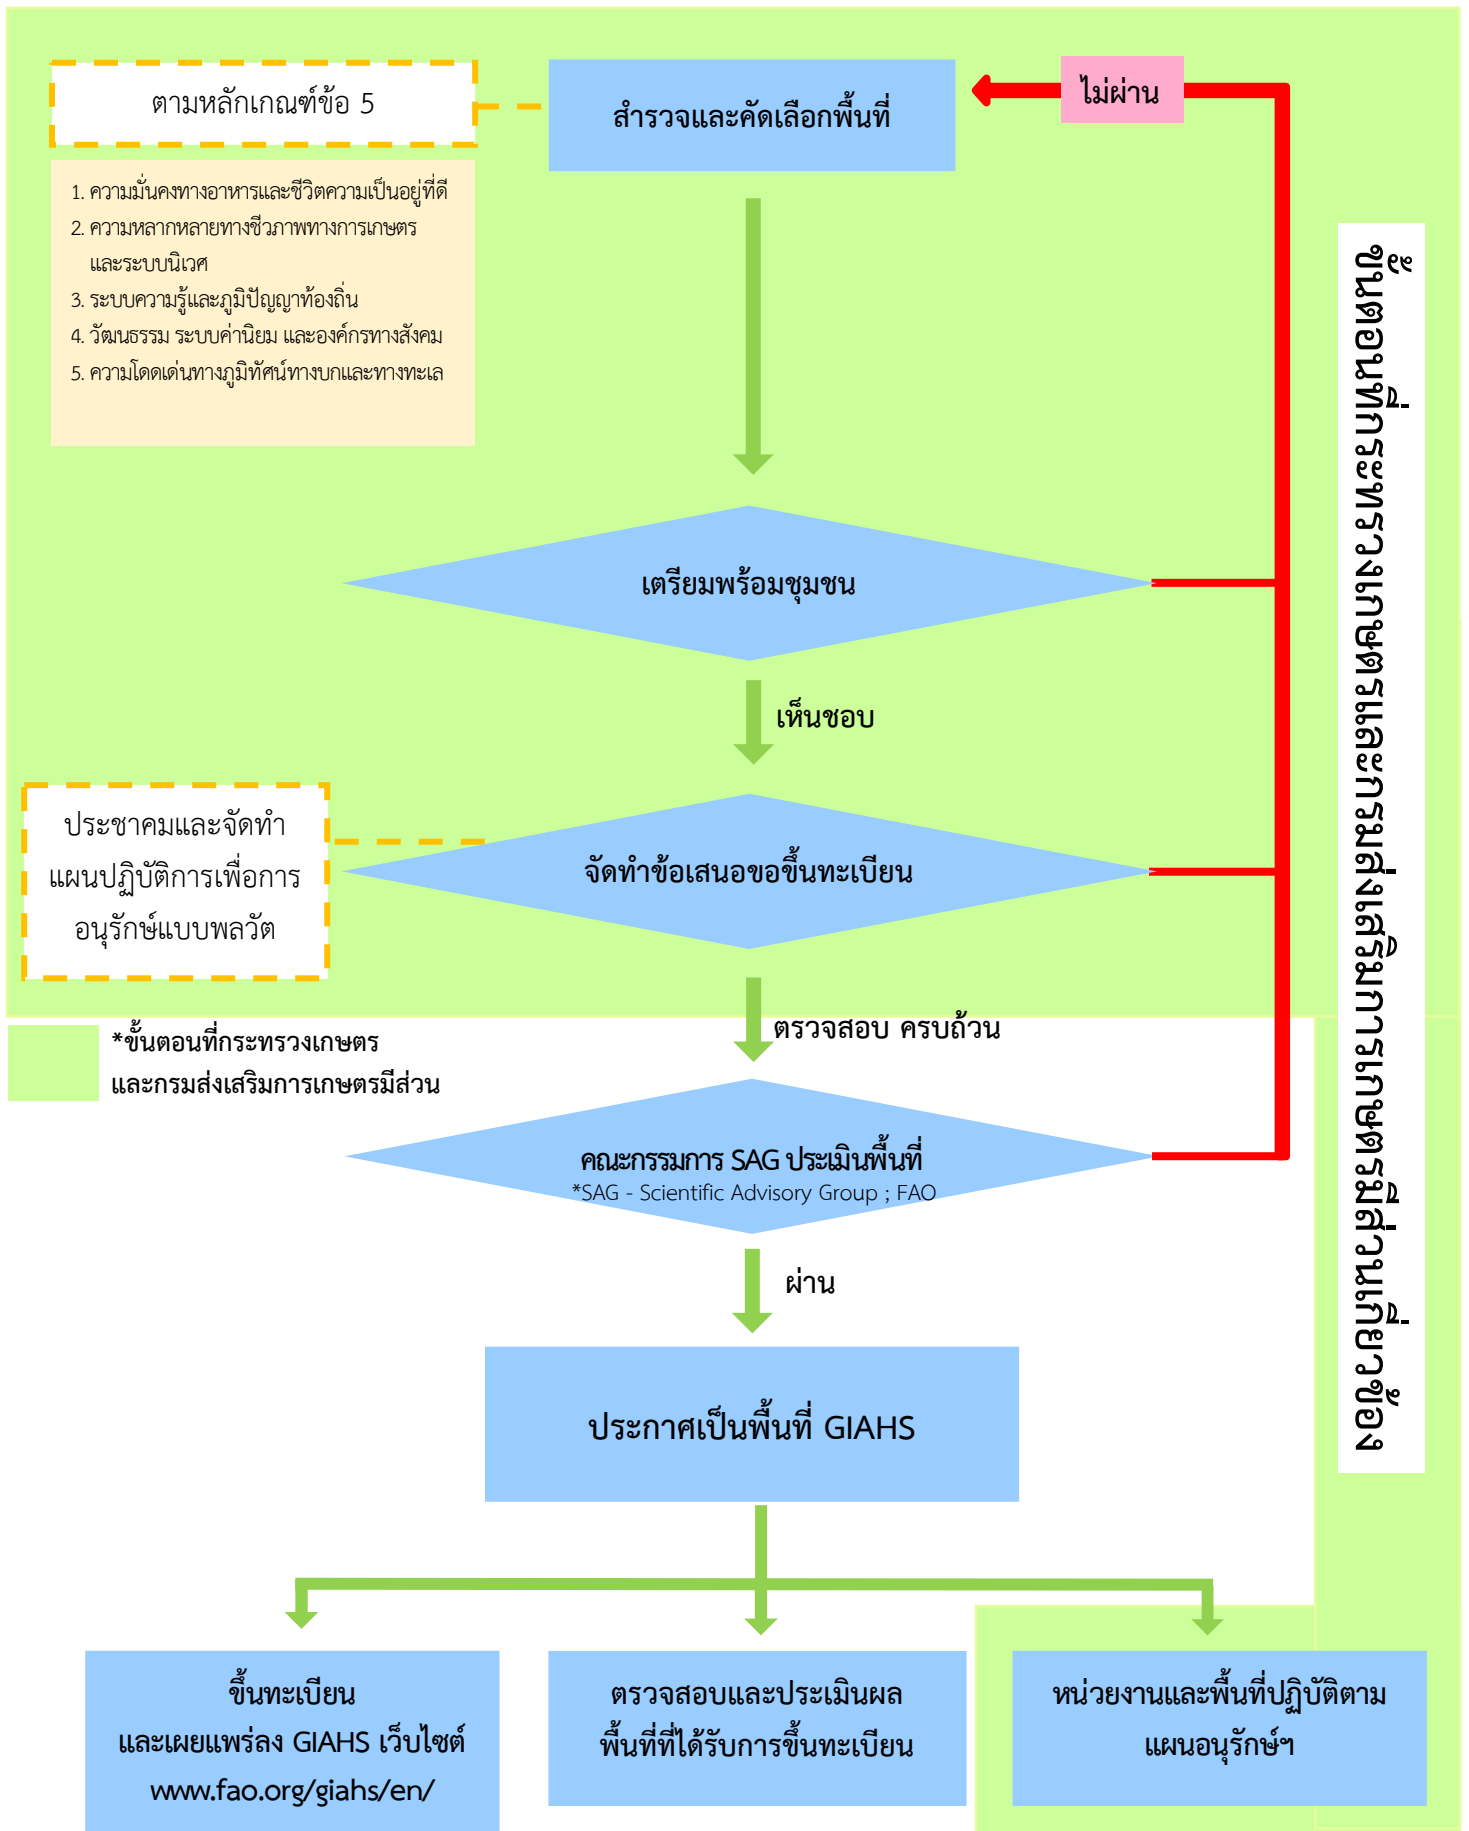 ตามหลักเกณฑ์ข้อ 5
สำรวจและคัดเลือกพื้นที่
ไม่ผ่าน
1. ความมั่นคงทางอาหารและชีวิตความเป็นอยู่ที่ดี
2. ความหลากหลายทางชีวภาพทางการเกษตร
และระบบนิเวศ
3. ระบบความรู้และภูมิปัญญาท้องถิ่น
4. วัฒนธรรม ระบบค่านิยม และองค์กรทางสังคม
5. ความโดดเด่นทางภูมิทัศน์ทางบกและทางทะเล
ขั้นตอนที่กระทรวงเกษตรและกรมส่งเสริมการเกษตรมีส่วนเกี่ยวข้อง
เตรียมพร้อมชุมชน
เห็นชอบ
ประชาคมและจัดทำ
แผนปฏิบัติการเพื่อการ
อนุรักษ์แบบพลวัต
จัดทำข้อเสนอขอขึ้นทะเบียน
ตรวจสอบ ครบถ้วน
*ขั้นตอนที่กระทรวงเกษตร
และกรมส่งเสริมการเกษตรมีส่วน
คณะกรรมการ SAG ประเมินพื้นที่
*SAG - Scientific Advisory Group ; FAO
ผ่าน
ประกาศเป็นพื้นที่ GIAHS
ขึ้นทะเบียน
และเผยแพร่ลง GIAHS เว็บไซต์
www.fao.org/giahs/en/
ตรวจสอบและประเมินผล
พื้นที่ที่ได้รับการขึ้นทะเบียน
หน่วยงานและพื้นที่ปฏิบัติตาม
แผนอนุรักษ์ฯ